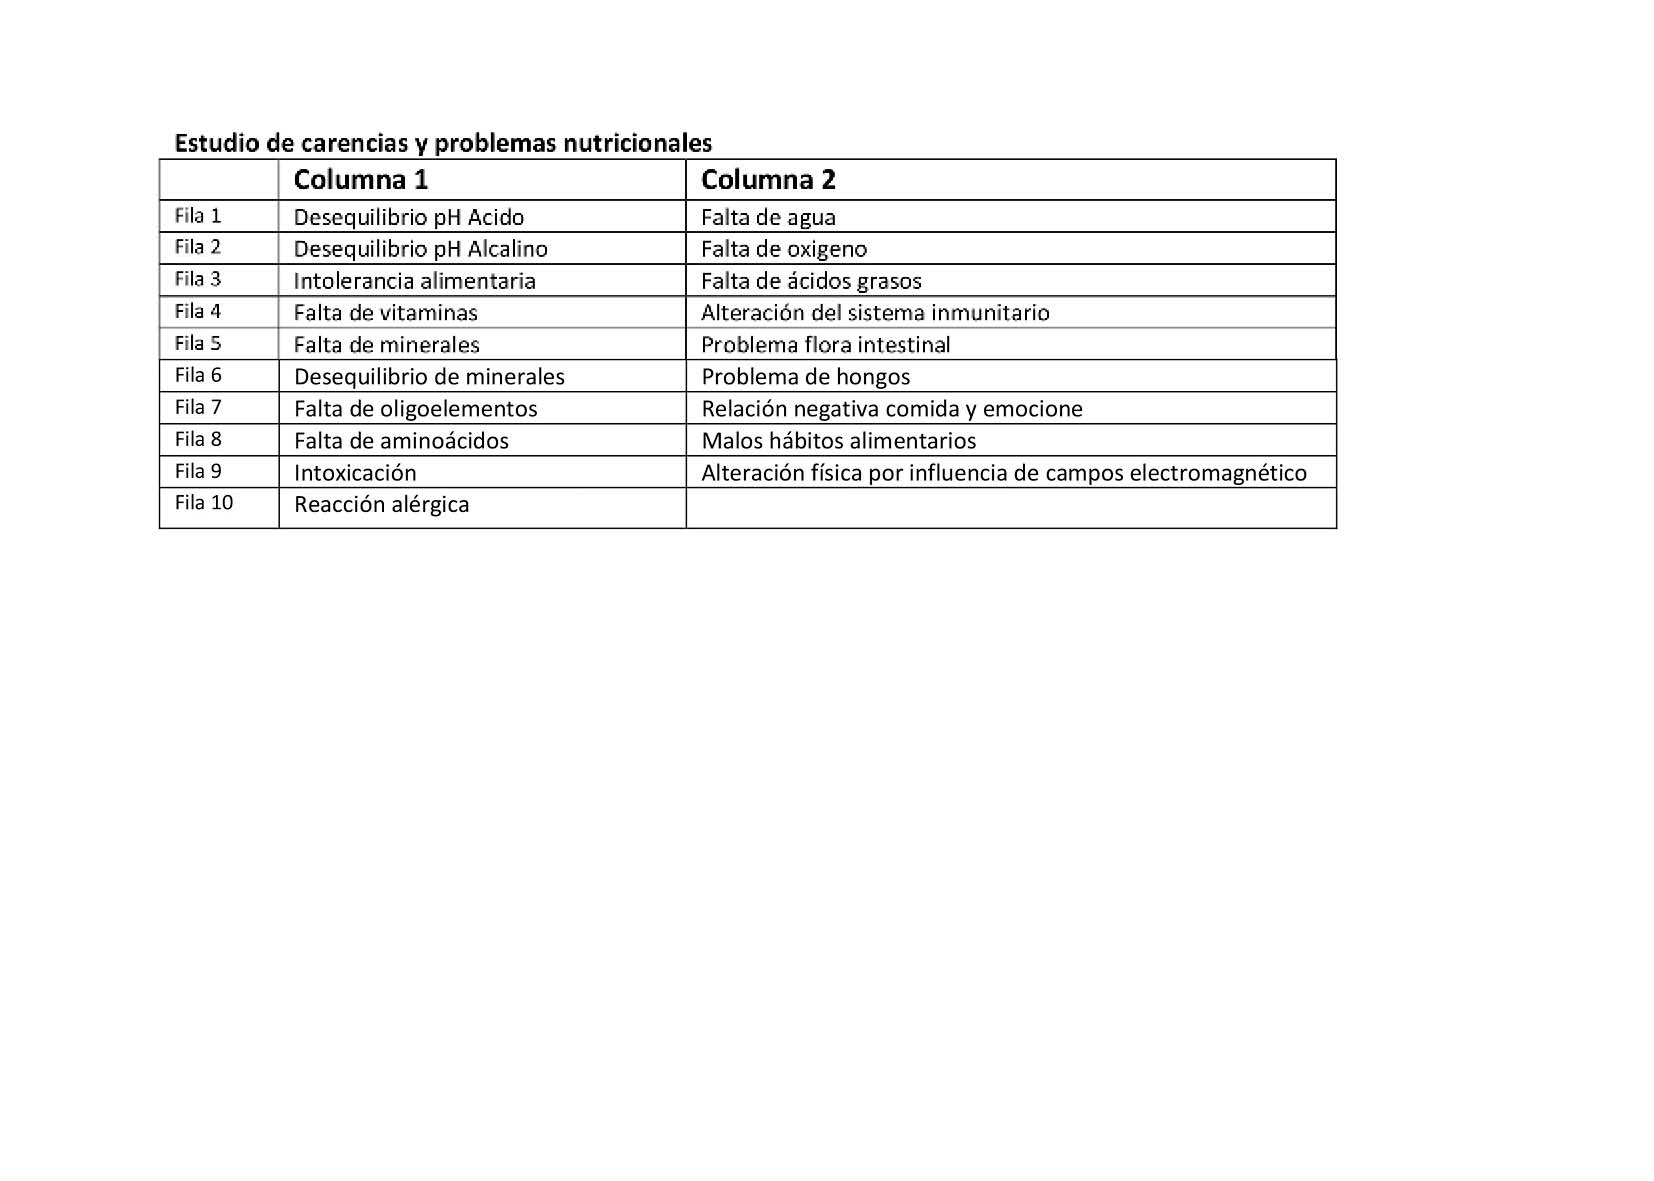 Estudio de carencias y problemas nutricionales
Columna 1 Columna 2
Fila 1 Desequilibrio pH Acido Falta de agua
Fila 2 Desequilibrio pH Alcalino Falta de oxigeno
Fila 3 Intolerancia alimentaria Falta de ácidos grasos
Fila 4 Falta de vitaminas Alteración del sistema inmunitario
Fila 5 Falta de minerales Problema flora intestinal
Fila 6 Desequilibrio de minerales Problema de hongos
Fila 7 Falta de oligoelementos Relación negativa comida y emocione
Fila 8 Falta de aminoácidos Malos hábitos alimentarios
Fila 9 Intoxicación Alteración física por influencia de campos electromagnético
Fila 10 Reacción alérgica